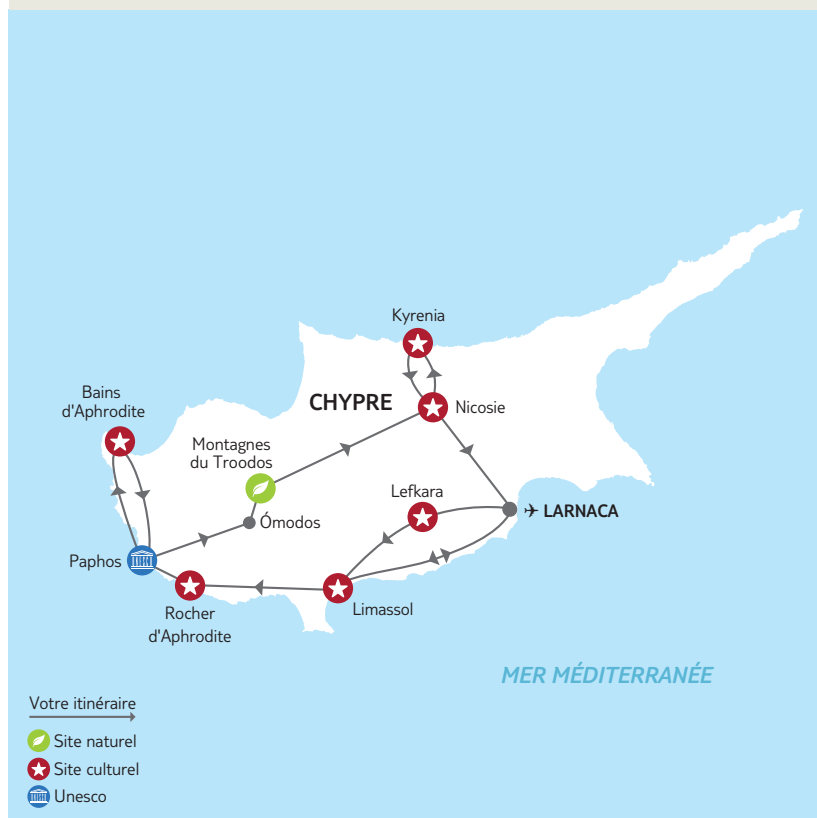 Kyrenia
CHYPRE
Nicosie
Bains
d'Aphrodite
Montagnes
du Troodos
Lefkara
Ómodos
LARNACA
Paphos
Rocher
d'Aphrodite
Limassol
MER MÉDITERRANÉE
Votre itinéraire
Site naturel
Site culturel
Unesco